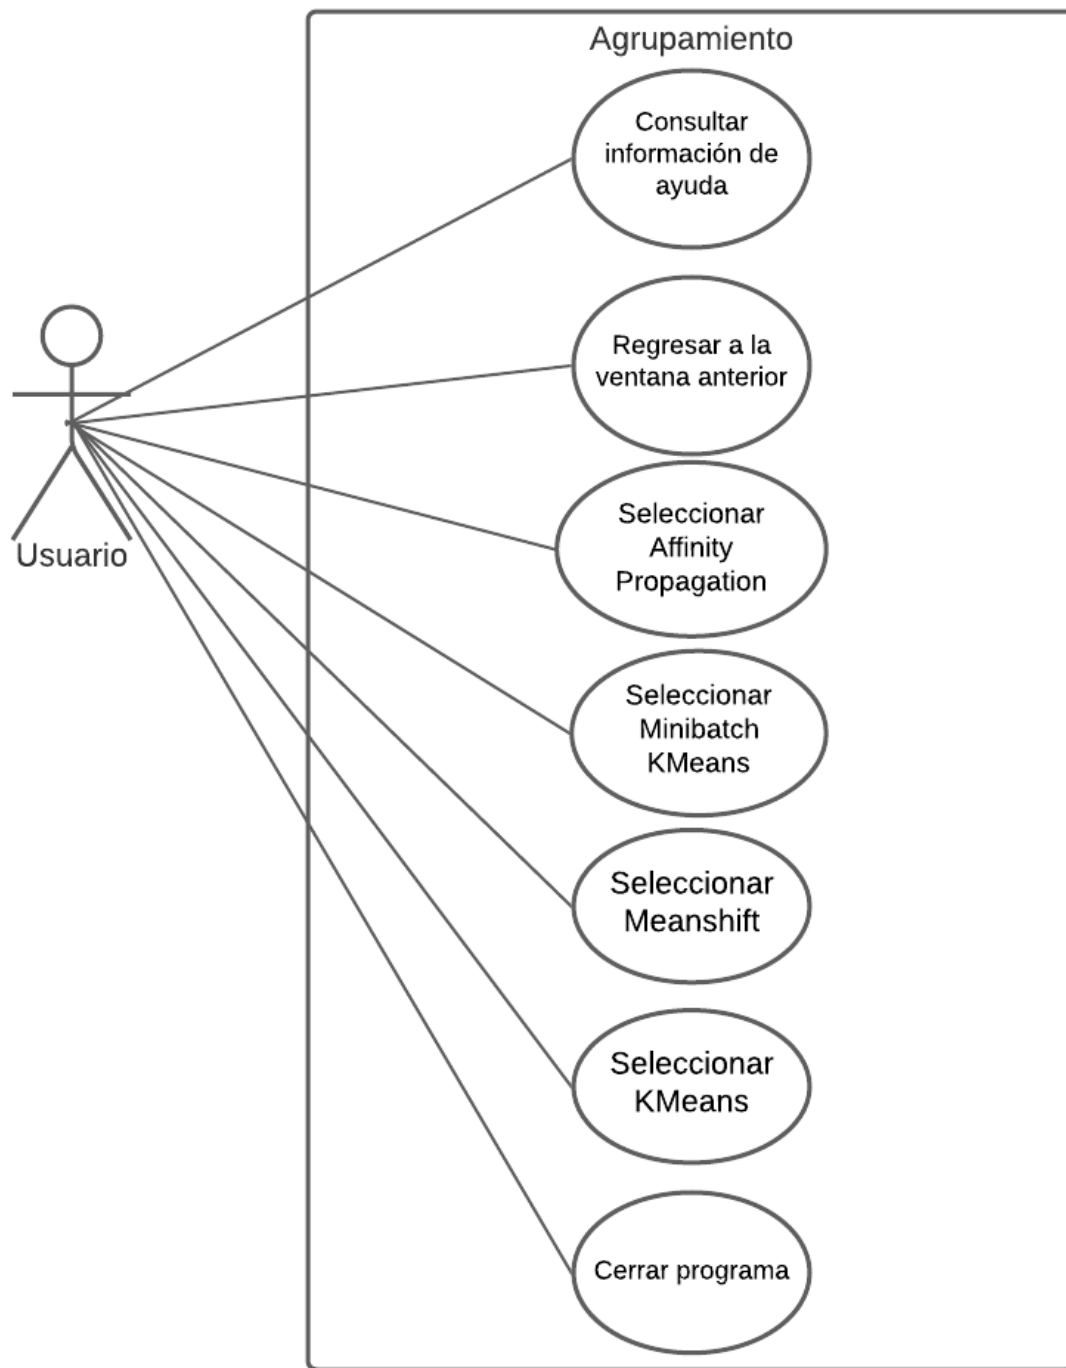 Agrupamiento
Consultar
información de
ayuda
Regresar a la
ventana anterior
Usuario
Seleccionar
Affinity
Propagation
Seleccionar
Minibatch
KMeans
Seleccionar
Meanshift
Seleccionar
KMeans
Cerrar programa